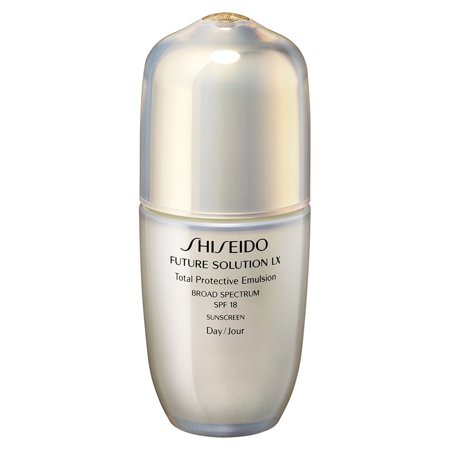 SHISEIDO
FUTURE SOLUTION LX
Total Protective Emulsion
BROAD SPECTRUM
SPF 18
SUNSCREEN
Day/Jour